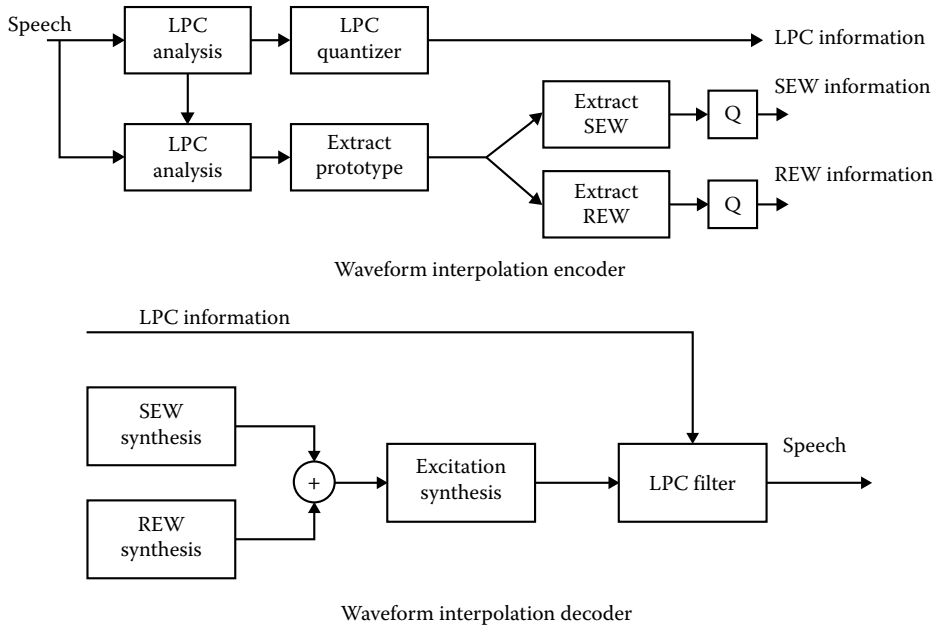 Speech
LPC
analysis
LPC
quantizer
LPC information
SEW information
Extract
SEW
Q
LPC
analysis
Extract
prototype
REW information
Extract
REW
Q
Waveform interpolation encoder
LPC information
SEW
synthesis
+
Excitation
synthesis
LPC filter
Speech
REW
synthesis
Waveform interpolation decoder